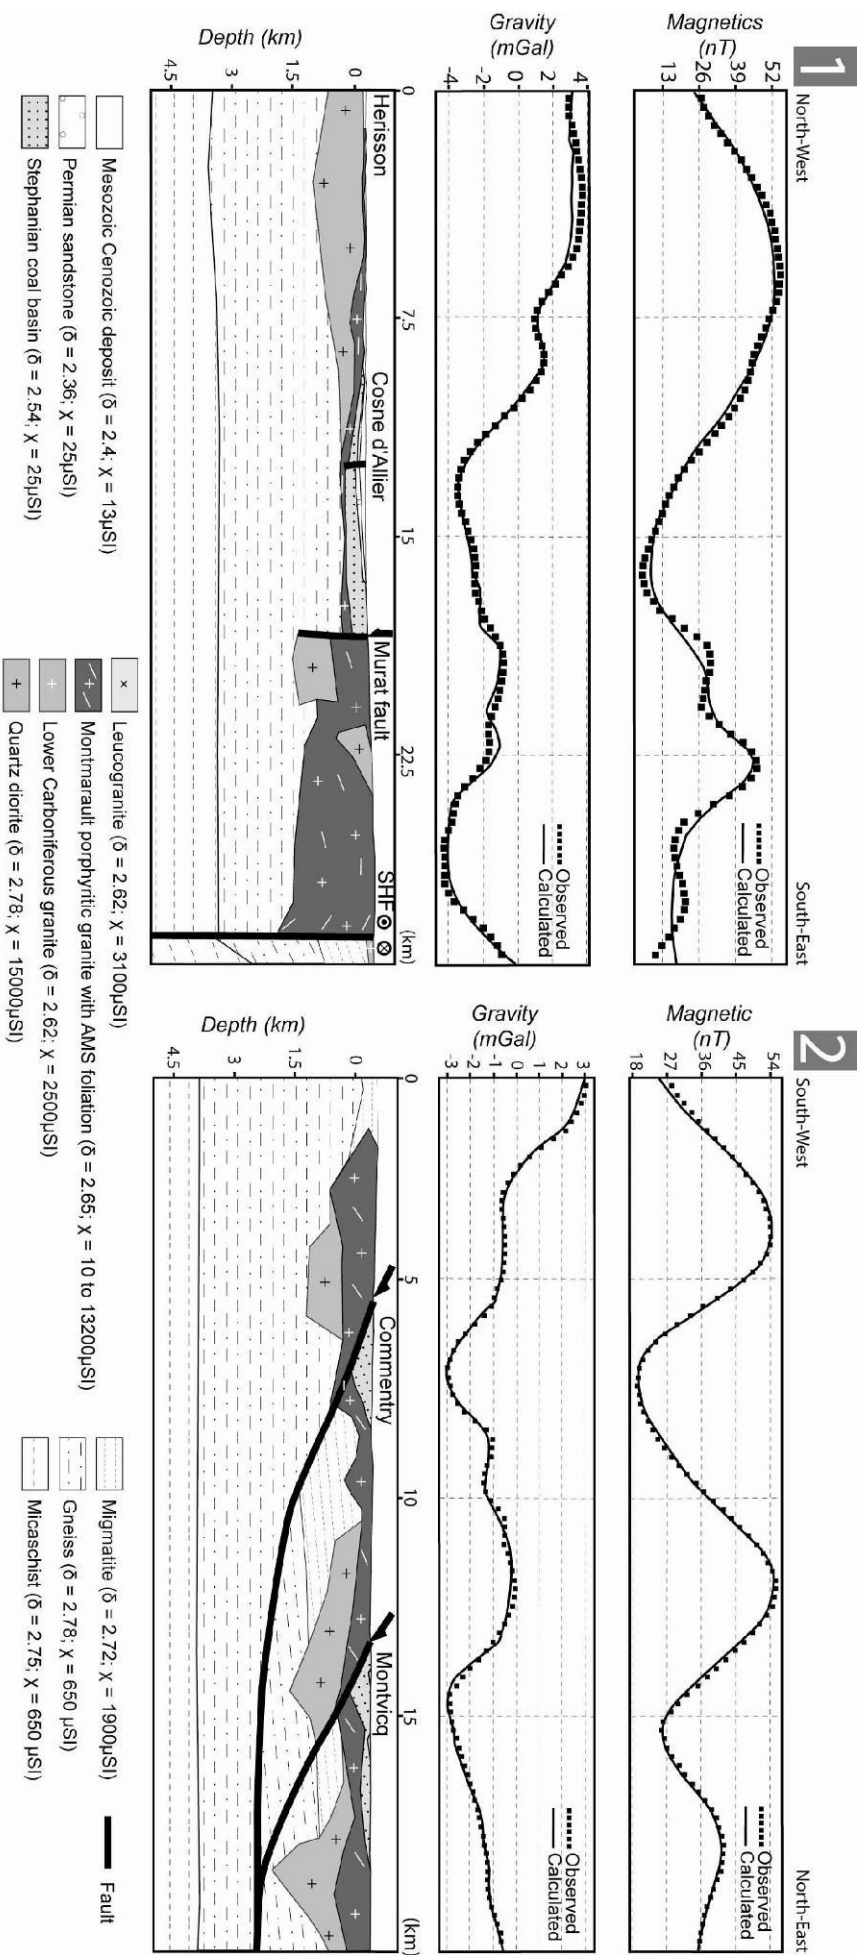 1
North-West
South-East
Magnetics
(nT)
52
39
26
13
Observed
Calculated
Gravity
(mGal)
4
2
0
-2
-4
Observed
Calculated
0
7.5
15
22.5
(km)
Herisson
Cosne d'Allier
Murat fault
SHF
Depth (km)
0
1.5
3
4.5
2
South-West
North-East
Magnetic
(nT)
54
45
36
27
18
Observed
Calculated
Gravity
(mGal)
3
2
1
0
-1
-2
-3
Observed
Calculated
0
5
10
15
(km)
Commentry
Montvicq
Depth (km)
0
1.5
3
4.5
Mesozoic Cenozoic deposit (δ = 2.4; χ = 13µSI)
Permian sandstone (δ = 2.36; χ = 25µSI)
Stephanian coal basin (δ = 2.54; χ = 25µSI)
Leucogranite (δ = 2.62; χ = 3100µSI)
Montmarault porphyritic granite with AMS foliation (δ = 2.65; χ = 10 to 13200µSI)
Lower Carboniferous granite (δ = 2.62; χ = 2500µSI)
Quartz diorite (δ = 2.78; χ = 15000µSI)
Migmatite (δ = 2.72; χ = 1900µSI)
Gneiss (δ = 2.78; χ = 650 µSI)
Micaschist (δ = 2.75; χ = 650 µSI)
Fault